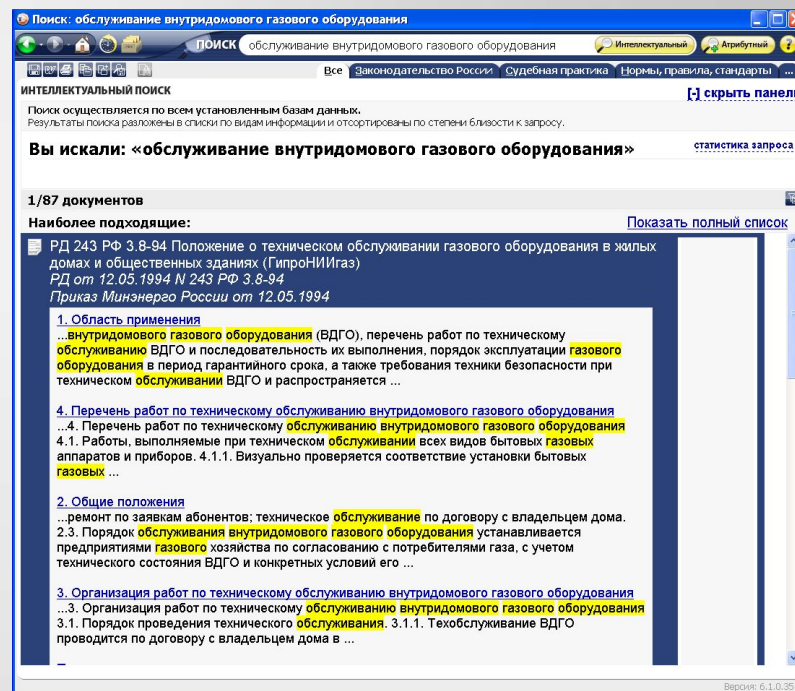 Поиск: обслуживание внутридомового газового оборудования
ПОИСК обслуживание внутридомового газового оборудования Интеллектуальный Атрибутный ?
Все Законодательство России Судебная практика Нормы, правила, стандарты ...
ИНТЕЛЛЕКТУАЛЬНЫЙ ПОИСК
[-] скрыть панел
Поиск осуществляется по всем установленным базам данных.
Результаты поиска разложены в списки по видам информации и отсортированы по степени близости к запросу.
Вы искали: «обслуживание внутридомового газового оборудования» статистика запроса
1/87 документов
Наиболее подходящие: Показать полный список
РД 243 РФ 3.8-94 Положение о техническом обслуживании газового оборудования в жилых
домах и общественных зданиях (ГипроНИИгаз)
РД от 12.05.1994 N 243 РФ 3.8-94
Приказ Минэнерго России от 12.05.1994
1. Область применения
...внутридомового газового оборудования (ВДГО), перечень работ по техническому
обслуживанию ВДГО и последовательность их выполнения, порядок эксплуатации газового
оборудования в период гарантийного срока, а также требования техники безопасности при
техническом обслуживании ВДГО и распространяется ...
4. Перечень работ по техническому обслуживанию внутридомового газового оборудования
...4. Перечень работ по техническому обслуживанию внутридомового газового оборудования
4.1. Работы, выполняемые при техническом обслуживании всех видов бытовых газовых
аппаратов и приборов. 4.1.1. Визуально проверяется соответствие установки бытовых
газовых ...
2. Общие положения
...ремонт по заявкам абонентов; техническое обслуживание по договору с владельцем дома.
2.3. Порядок обслуживания внутридомового газового оборудования устанавливается
предприятиями газового хозяйства по согласованию с потребителями газа, с учетом
технического состояния ВДГО и конкретных условий его ...
3. Организация работ по техническому обслуживанию внутридомового газового оборудования
...3. Организация работ по техническому обслуживанию внутридомового газового оборудования
3.1. Порядок проведения технического обслуживания. 3.1.1. Техобслуживание ВДГО
проводится по договору с владельцем дома в ...
Версия: 6.1.0.35